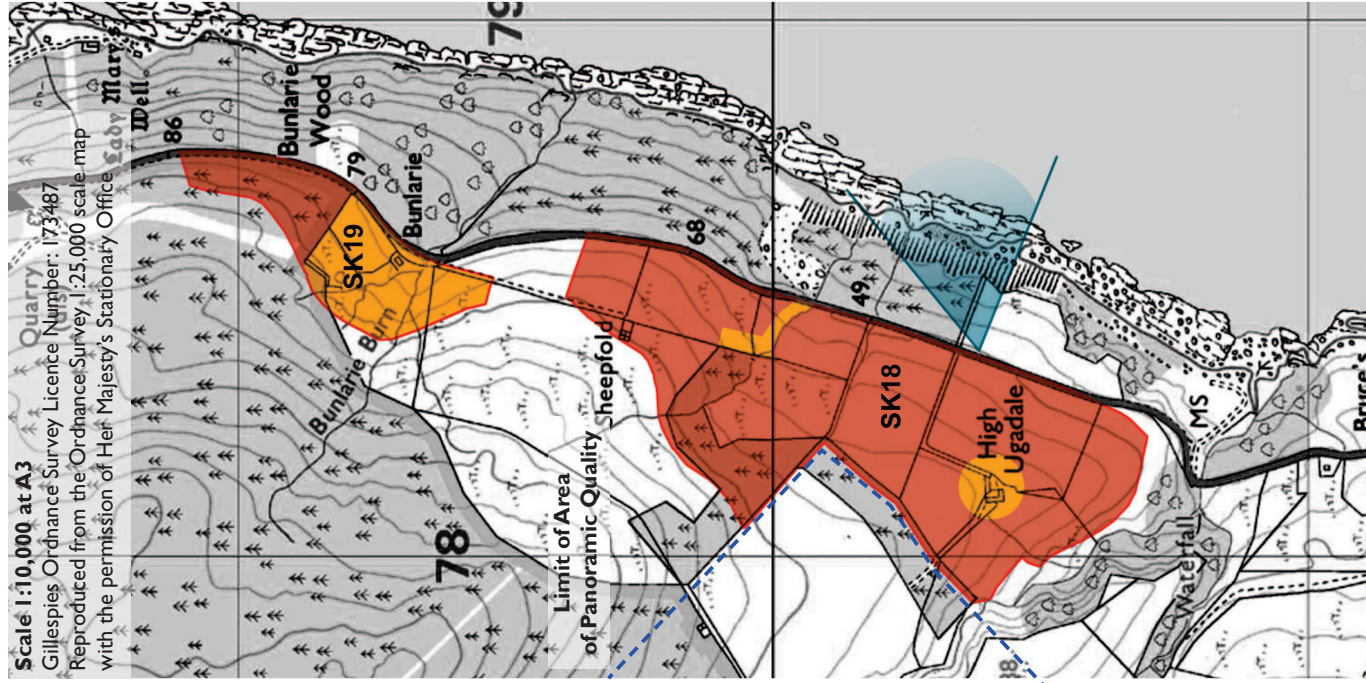 Scale 1:10,000 at A3
Gillespies Ordnance Survey Licence Number: 173487
Reproduced from the Ordnance Survey 1:25,000 scale map
with the permission of Her Majesty's Stationary Office
Quarry
(dis)
Lady Mary's
Well
86
Bunlarie
Wood
79
Bunlarie
SK19
Bunlarie Burn
79
78
Sheepfold
Limit of Area
of Panoramic Quality
68
49
SK18
High
Ugadale
MS
Waterfall